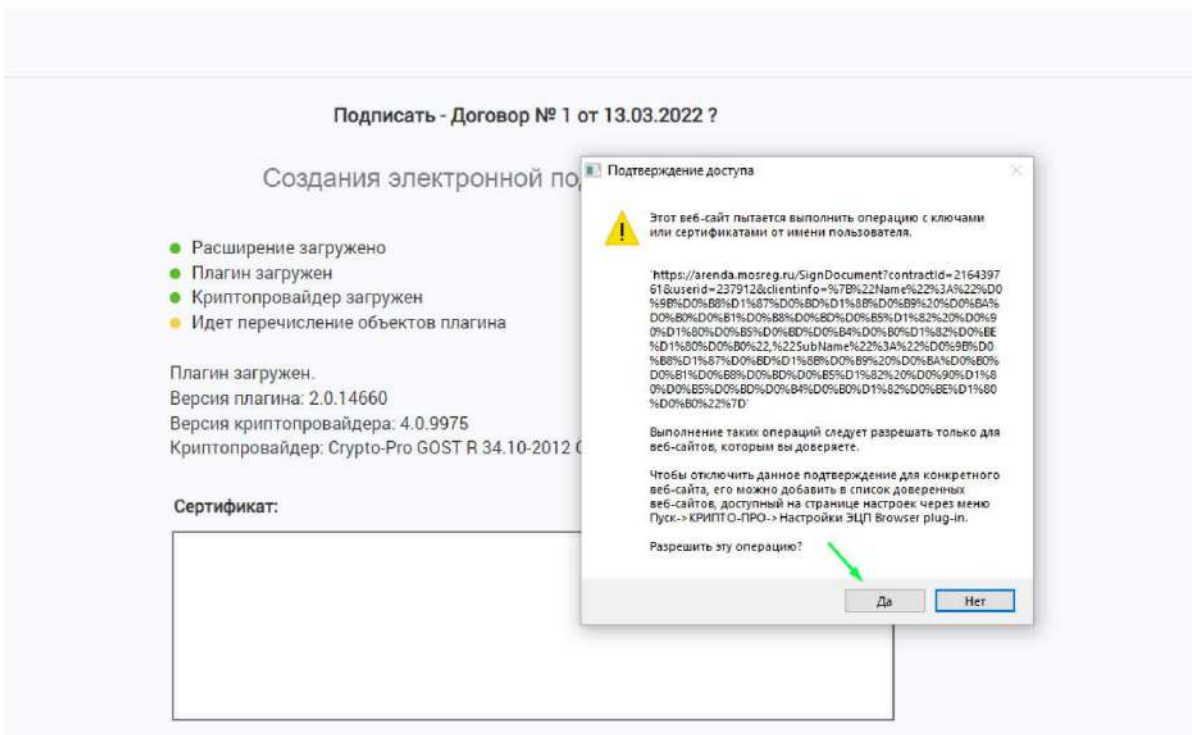 Подписать - Договор № 1 от 13.03.2022 ?
Создания электронной по
Расширение загружено
Плагин загружен
Криптопровайдер загружен
Идет перечисление объектов плагина
Плагин загружен.
Версия плагина: 2.0.14660
Версия криптопровайдера: 4.0.9975
Криптопровайдер: Crypto-Pro GOST R 34.10-2012
Сертификат:
Подтверждение доступа
Этот веб-сайт пытается выполнить операцию с ключами
или сертификатами от имени пользователя.
'https://arenda.mosreg.ru/SignDocument?contractId=2164397
61&userid=237912&clientinfo=%7B%22Name%22%3A%22%D0
%9B%D0%B8%D1%87%D0%BD%D1%8B%D0%B9%20%D0%BA%
D0%B0%D0%B1%D0%B8%D0%BD%D0%B5%D1%82%20%D0%9
0%D1%80%D0%B5%D0%BD%D0%B4%D0%B0%D1%82%D0%BE
%D1%80%D0%B0%22,%22SubName%22%3A%22%D0%9B%D0
%B8%D1%87%D0%BD%D1%8B%D0%B9%20%D0%BA%D0%B0%
D0%B1%D0%B8%D0%BD%D0%B5%D1%82%20%D0%90%D1%8
0%D0%B5%D0%BD%D0%B4%D0%B0%D1%82%D0%BE%D1%80
%D0%B0%22%7D'
Выполнение таких операций следует разрешать только для
веб-сайтов, которым вы доверяете.
Чтобы отключить данное подтверждение для конкретного
веб-сайта, его можно добавить в список доверенных
веб-сайтов, доступный на странице настроек через меню
Пуск->КРИПТО-ПРО->Настройки ЭЦП Browser plug-in.
Разрешить эту операцию?
Да
Нет